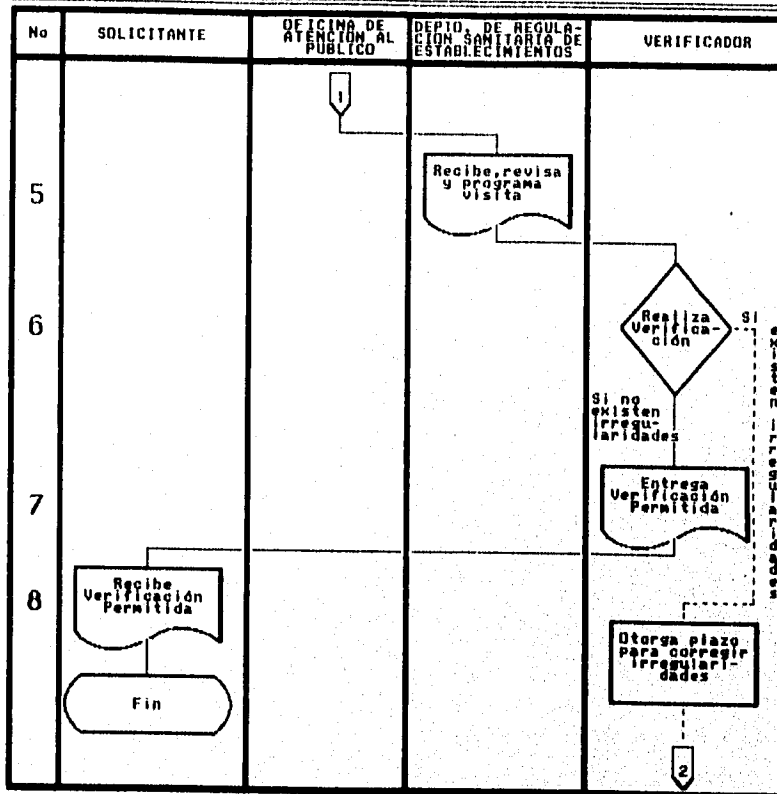 No
SOLICITANTE
OFICINA DE
ATENCION AL
PUBLICO
DEPTO. DE REGULA-
CION SANITARIA DE
ESTABLECIMIENTOS
VERIFICADOR
1
5
Recibe,revisa
y programa
visita
6
Realiza
Verifica-
ción
Si
existen irregularidades
Si no
existen
irregu-
laridades
7
Entrega
Verificación
Permitida
8
Recibe
Verificación
Permitida
Otorga plazo
para corregir
irregulari-
dades
Fin
2